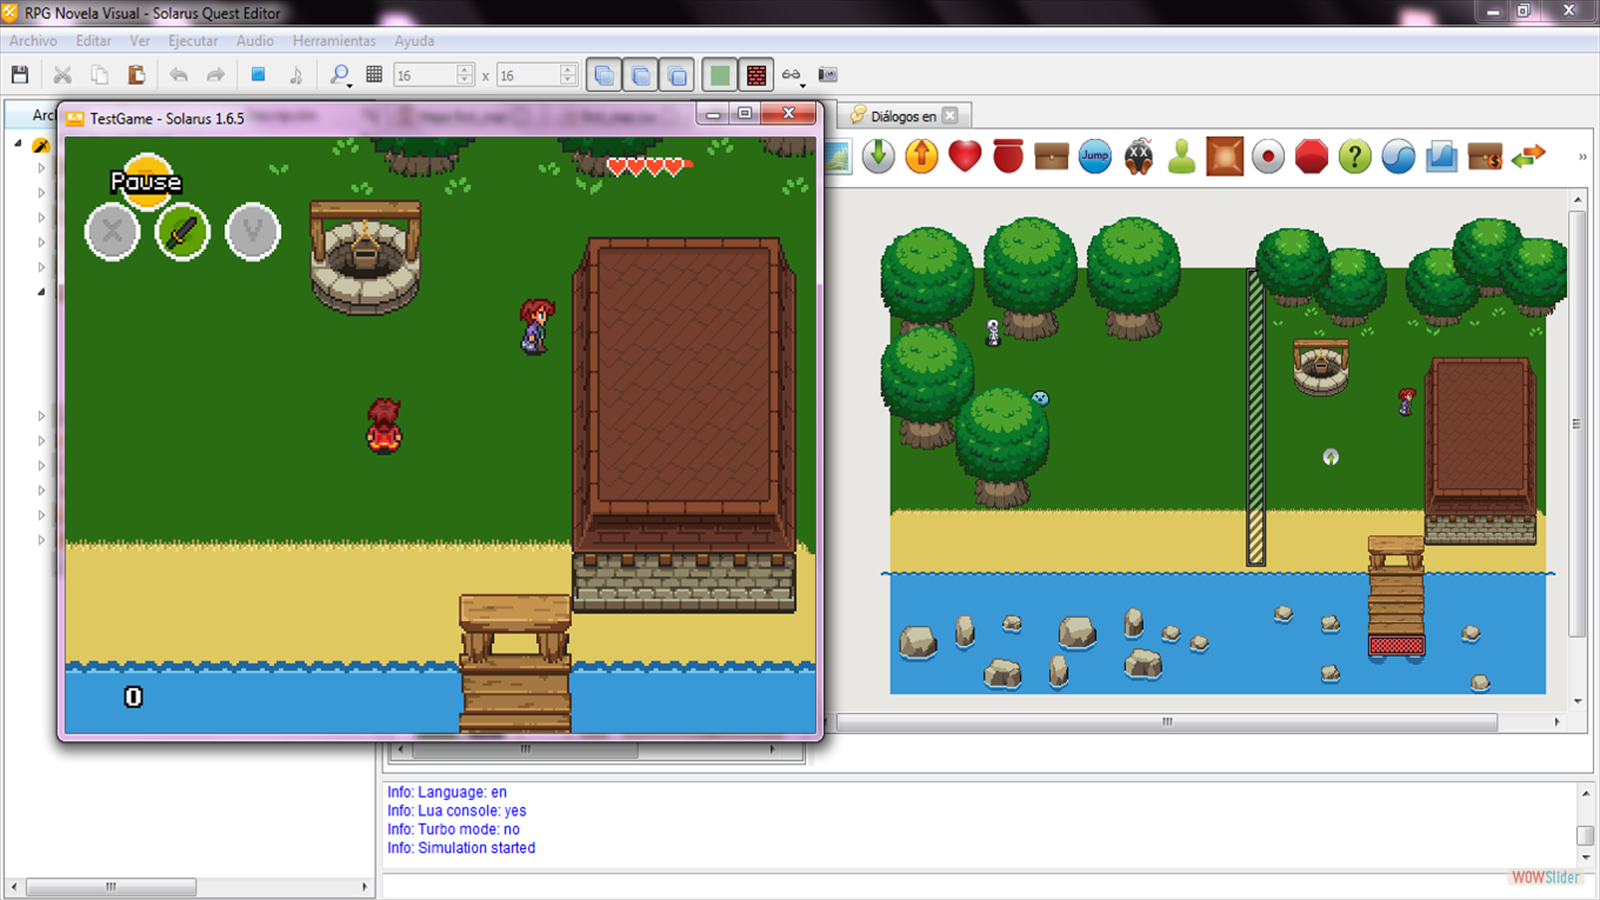 RPG Novela Visual - Solarus Quest Editor
Archivo Editar Ver Ejecutar Audio Herramientas Ayuda
16 x 16
Arc
TestGame - Solarus 1.6.5
Diálogos en
Jump
Pause
X V
0
Info: Language: en
Info: Lua console: yes
Info: Turbo mode: no
Info: Simulation started
WOWSlider